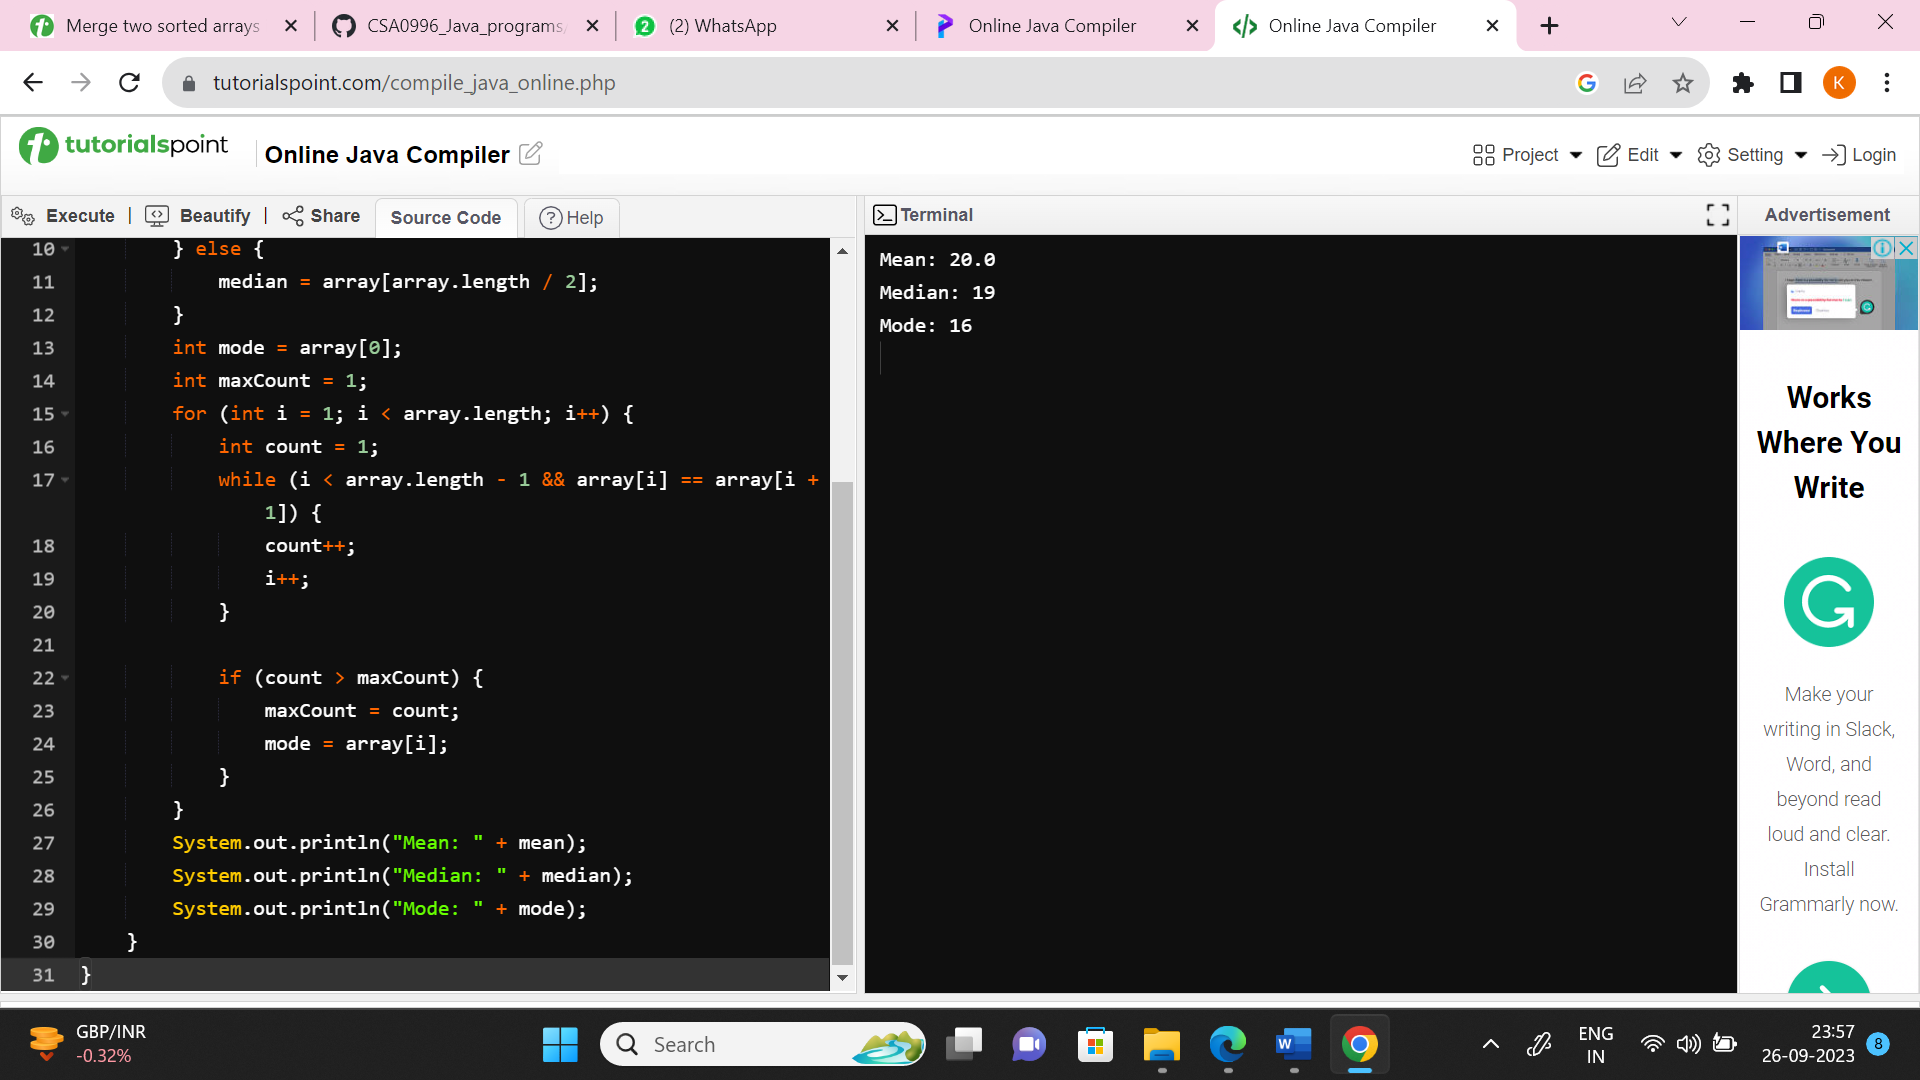 Merge two sorted arrays
CSA0996_Java_programs/
(2) WhatsApp
Online Java Compiler
Online Java Compiler
tutorialspoint.com/compile_java_online.php
K
tutorialspoint
Online Java Compiler
Project
Edit
Setting
Login
Execute | Beautify | Share
Source Code
Help
Terminal
Advertisement
10 } else {
11 median = array[array.length / 2];
12 }
13 int mode = array[0];
14 int maxCount = 1;
15 for (int i = 1; i < array.length; i++) {
16 int count = 1;
17 while (i < array.length - 1 && array[i] == array[i +
1]) {
18 count++;
19 i++;
20 }
21
22 if (count > maxCount) {
23 maxCount = count;
24 mode = array[i];
25 }
26 }
27 System.out.println("Mean: " + mean);
28 System.out.println("Median: " + median);
29 System.out.println("Mode: " + mode);
30 }
31 }
Mean: 20.0
Median: 19
Mode: 16
Works
Where You
Write
Make your
writing in Slack,
Word, and
beyond read
loud and clear.
Install
Grammarly now.
GBP/INR
-0.32%
Search
ENG
IN
23:57
26-09-2023
8